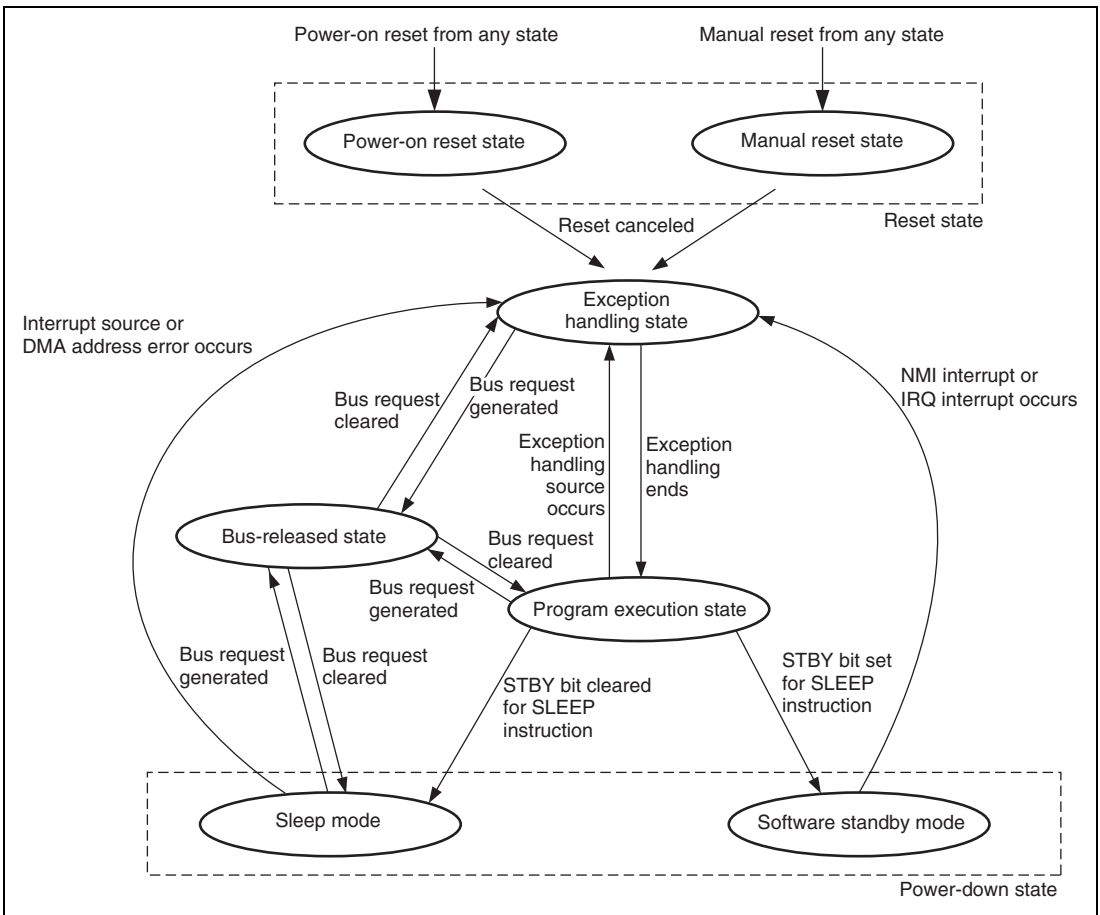 Power-on reset from any state
Manual reset from any state
Power-on reset state
Manual reset state
Reset canceled
Reset state
Exception
handling state
Interrupt source or
DMA address error occurs
Bus request
cleared
Bus request
generated
NMI interrupt or
IRQ interrupt occurs
Exception
handling
source
occurs
Exception
handling
ends
Bus-released state
Bus request
cleared
Bus request
generated
Program execution state
Bus request
generated
Bus request
cleared
STBY bit cleared
for SLEEP
instruction
STBY bit set
for SLEEP
instruction
Sleep mode
Software standby mode
Power-down state